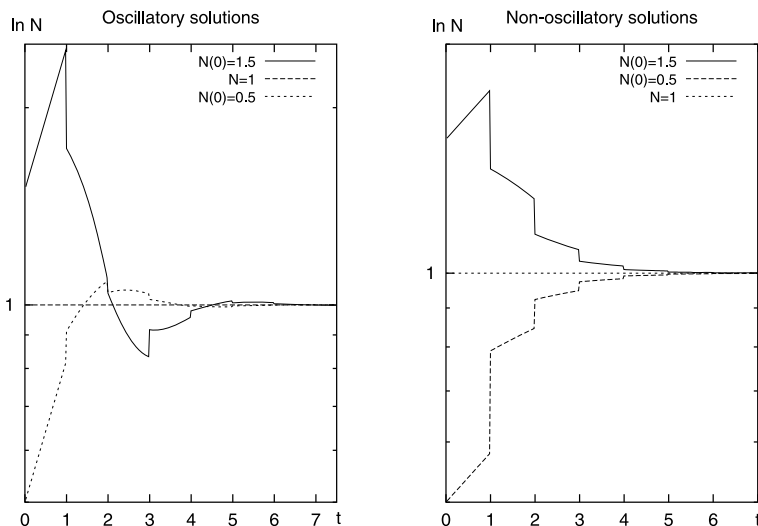 Oscillatory solutions
ln N
N(0)=1.5
N=1
N(0)=0.5
1
0 1 2 3 4 5 6 7 t
Non-oscillatory solutions
ln N
N(0)=1.5
N(0)=0.5
N=1
1
0 1 2 3 4 5 6 7 t